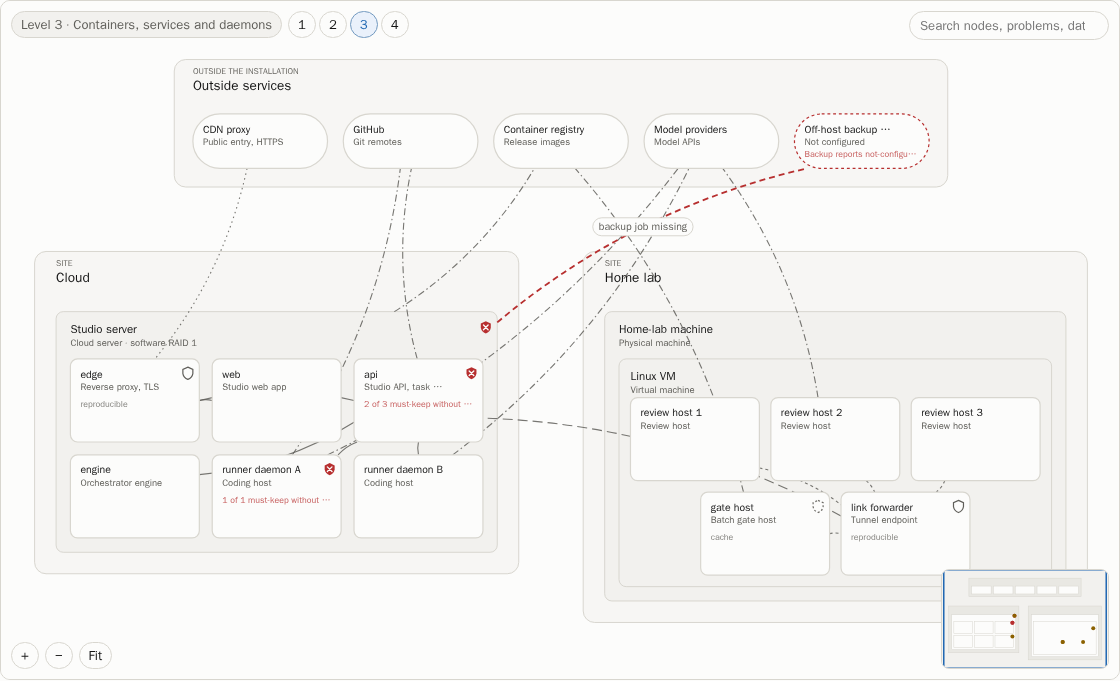 Level 3 · Containers, services and daemons
1
2
3
4
Search nodes, problems, dat
OUTSIDE THE INSTALLATION
Outside services
CDN proxy
Public entry, HTTPS
GitHub
Git remotes
Container registry
Release images
Model providers
Model APIs
Off-host backup ···
Not configured
Backup reports not-configu···
backup job missing
SITE
Cloud
Studio server
Cloud server · software RAID 1
edge
Reverse proxy, TLS
reproducible
web
Studio web app
api
Studio API, task ···
2 of 3 must-keep without ···
engine
Orchestrator engine
runner daemon A
Coding host
1 of 1 must-keep without ···
runner daemon B
Coding host
SITE
Home lab
Home-lab machine
Physical machine
Linux VM
Virtual machine
review host 1
Review host
review host 2
Review host
review host 3
Review host
gate host
Batch gate host
cache
link forwarder
Tunnel endpoint
reproducible
+
−
Fit